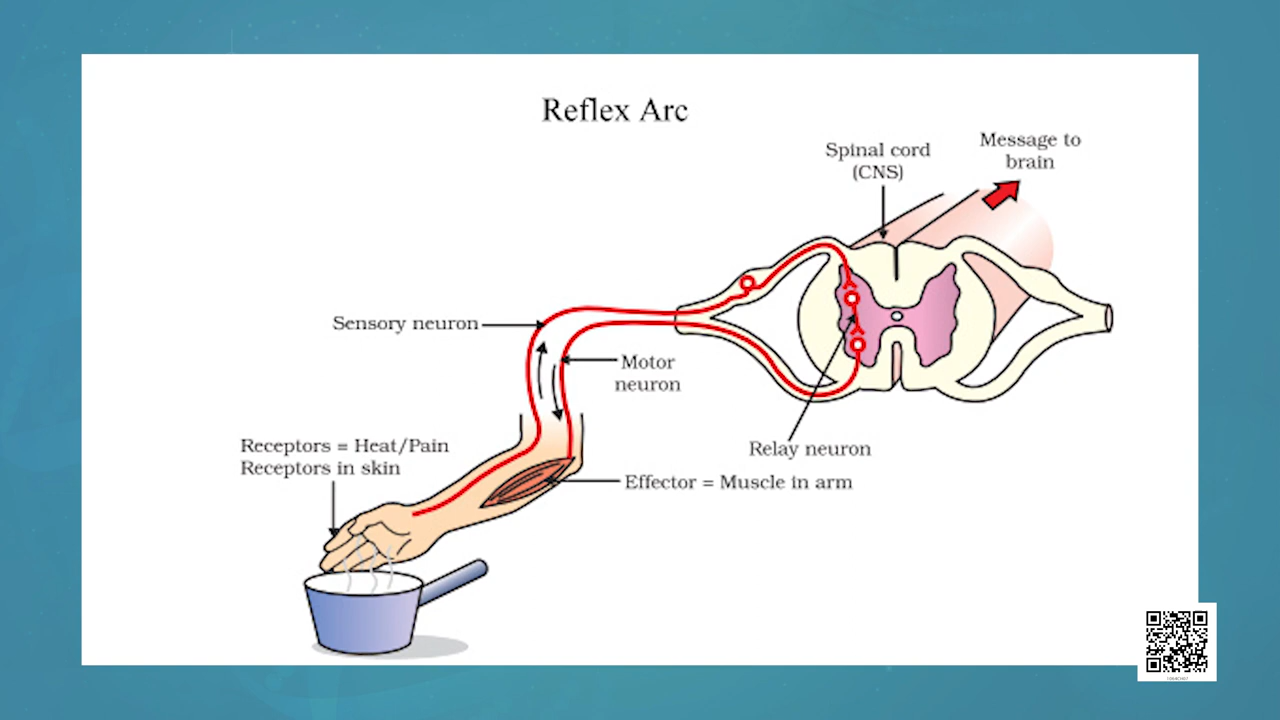 Reflex Arc
Spinal cord
(CNS)
Message to
brain
Sensory neuron
Motor
neuron
Receptors = Heat/Pain
Receptors in skin
Relay neuron
Effector = Muscle in arm